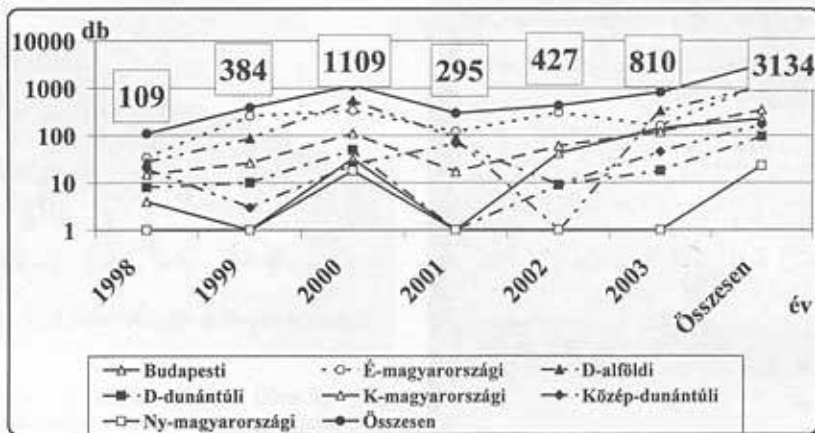 db
10000
1000
100
10
1
109 384 1109 295 427 810 3134
1998 1999 2000 2001 2002 2003 Összesen
év
Budapesti É-magyarországi D-alföldi
D-dunántúli K-magyarországi Közép-dunántúli
Ny-magyarországi Összesen